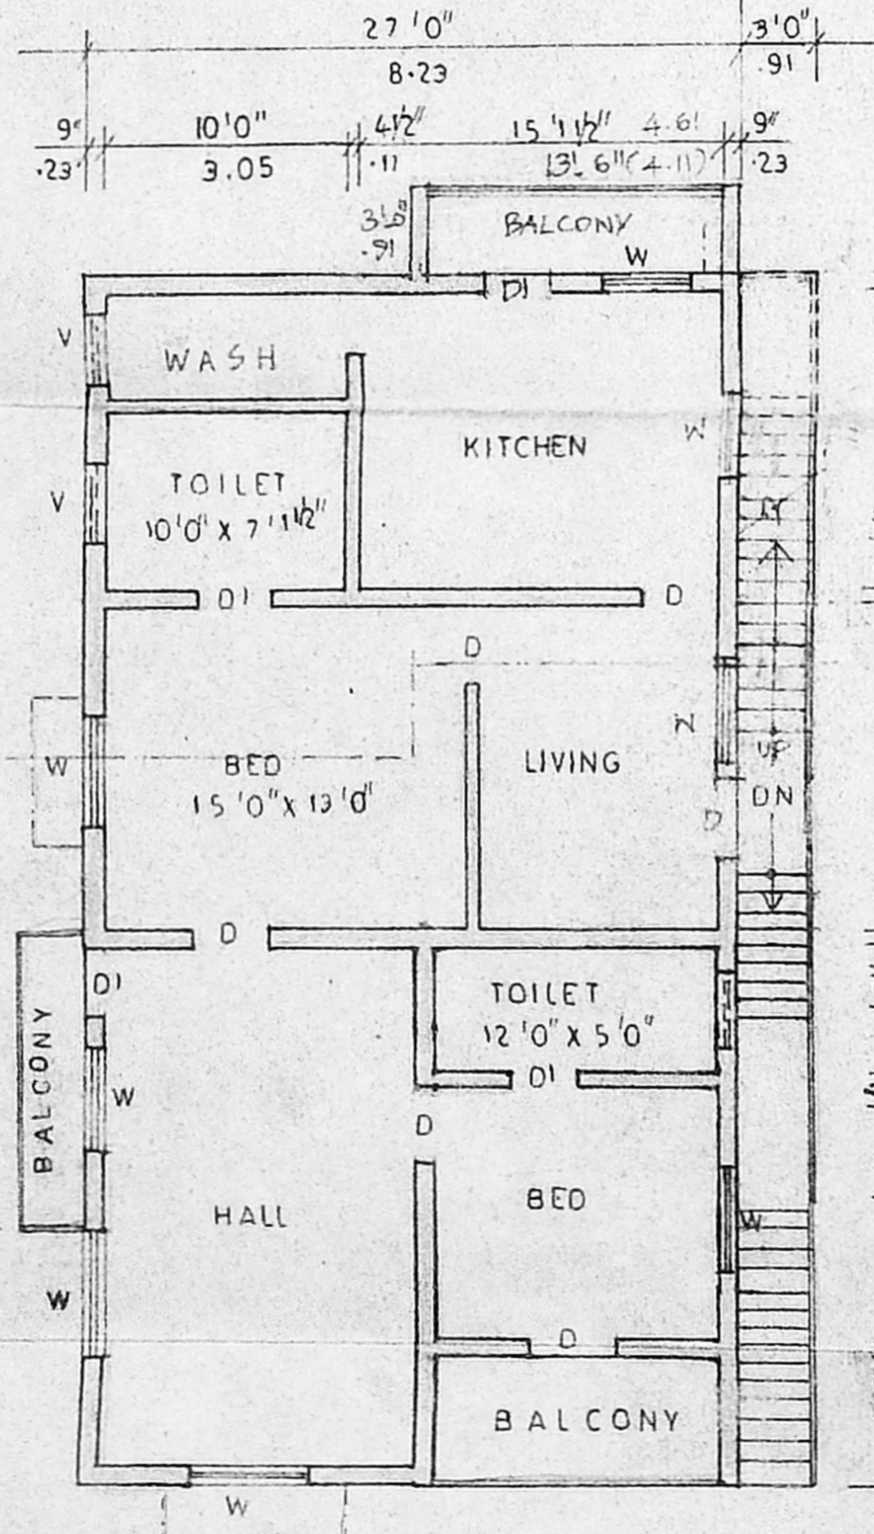 27'0" 3'0"
8.23 .91
9" 10'0" 4½" 15'1½" 4.61 9"
.23 3.05 .11 13'6"(4.11) .23
3'0"
.91
BALCONY
W
D1
V
WASH
W
KITCHEN
V
TOILET
10'0" X 7'1½"
D1 D
D
W
BED
15'0" X 13'0"
LIVING
W
UP
DN
D
D
D1
TOILET
12'0" X 5'0"
BALCONY
W
D1
D
HALL
BED
W
W
D
BALCONY
W